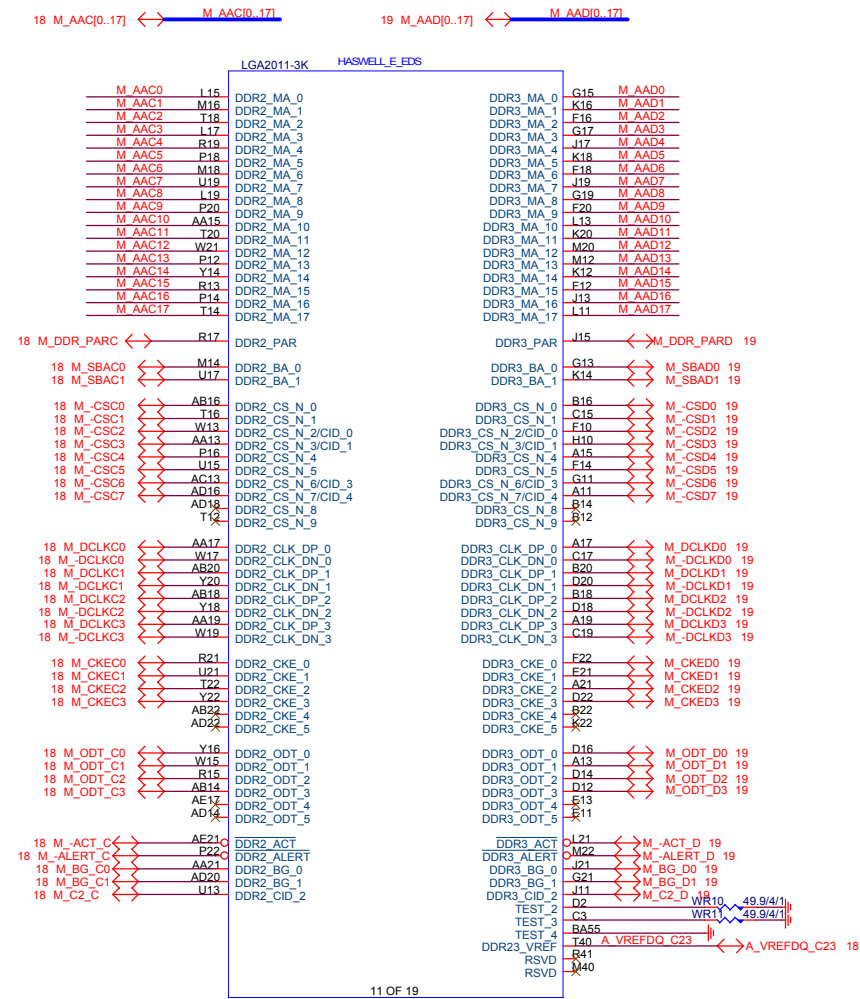 18 M_AAC[0..17] M_AAC[0..17] 19 M_AAD[0..17] M_AAD[0..17]
LGA2011-3K HASWELL_E_EDS
M_AAC0 L15 DDR2_MA_0 DDR3_MA_0 G15 M_AAD0
M_AAC1 M16 DDR2_MA_1 DDR3_MA_1 K16 M_AAD1
M_AAC2 T18 DDR2_MA_2 DDR3_MA_2 F16 M_AAD2
M_AAC3 L17 DDR2_MA_3 DDR3_MA_3 G17 M_AAD3
M_AAC4 R19 DDR2_MA_4 DDR3_MA_4 J17 M_AAD4
M_AAC5 P18 DDR2_MA_5 DDR3_MA_5 K18 M_AAD5
M_AAC6 M18 DDR2_MA_6 DDR3_MA_6 F18 M_AAD6
M_AAC7 U19 DDR2_MA_7 DDR3_MA_7 J19 M_AAD7
M_AAC8 L19 DDR2_MA_8 DDR3_MA_8 G19 M_AAD8
M_AAC9 P20 DDR2_MA_9 DDR3_MA_9 F20 M_AAD9
M_AAC10 AA15 DDR2_MA_10 DDR3_MA_10 L13 M_AAD10
M_AAC11 T20 DDR2_MA_11 DDR3_MA_11 K20 M_AAD11
M_AAC12 W21 DDR2_MA_12 DDR3_MA_12 M20 M_AAD12
M_AAC13 P12 DDR2_MA_13 DDR3_MA_13 M12 M_AAD13
M_AAC14 Y14 DDR2_MA_14 DDR3_MA_14 K12 M_AAD14
M_AAC15 R13 DDR2_MA_15 DDR3_MA_15 F12 M_AAD15
M_AAC16 P14 DDR2_MA_16 DDR3_MA_16 J13 M_AAD16
M_AAC17 T14 DDR2_MA_17 DDR3_MA_17 L11 M_AAD17
18 M_DDR_PARC R17 DDR2_PAR DDR3_PAR J15 M_DDR_PARD 19
18 M_SBAC0 M14 DDR2_BA_0 DDR3_BA_0 G13 M_SBAD0 19
18 M_SBAC1 U17 DDR2_BA_1 DDR3_BA_1 K14 M_SBAD1 19
18 M_-CSC0 AB16 DDR2_CS_N_0 DDR3_CS_N_0 B16 M_-CSD0 19
18 M_-CSC1 T16 DDR2_CS_N_1 DDR3_CS_N_1 C15 M_-CSD1 19
18 M_-CSC2 W13 DDR2_CS_N_2/CID_0 DDR3_CS_N_2/CID_0 F10 M_-CSD2 19
18 M_-CSC3 AA13 DDR2_CS_N_3/CID_1 DDR3_CS_N_3/CID_1 H10 M_-CSD3 19
18 M_-CSC4 P16 DDR2_CS_N_4 DDR3_CS_N_4 A15 M_-CSD4 19
18 M_-CSC5 U15 DDR2_CS_N_5 DDR3_CS_N_5 F14 M_-CSD5 19
18 M_-CSC6 AC13 DDR2_CS_N_6/CID_3 DDR3_CS_N_6/CID_3 G11 M_-CSD6 19
18 M_-CSC7 AD16 DDR2_CS_N_7/CID_4 DDR3_CS_N_7/CID_4 A11 M_-CSD7 19
AD18 DDR2_CS_N_8 DDR3_CS_N_8 B14
T12 DDR2_CS_N_9 DDR3_CS_N_9 B12
18 M_DCLKC0 AA17 DDR2_CLK_DP_0 DDR3_CLK_DP_0 A17 M_DCLKD0 19
18 M_-DCLKC0 W17 DDR2_CLK_DN_0 DDR3_CLK_DN_0 C17 M_-DCLKD0 19
18 M_DCLKC1 AB20 DDR2_CLK_DP_1 DDR3_CLK_DP_1 B20 M_DCLKD1 19
18 M_-DCLKC1 Y20 DDR2_CLK_DN_1 DDR3_CLK_DN_1 D20 M_-DCLKD1 19
18 M_DCLKC2 AB18 DDR2_CLK_DP_2 DDR3_CLK_DP_2 B18 M_DCLKD2 19
18 M_-DCLKC2 Y18 DDR2_CLK_DN_2 DDR3_CLK_DN_2 D18 M_-DCLKD2 19
18 M_DCLKC3 AA19 DDR2_CLK_DP_3 DDR3_CLK_DP_3 A19 M_DCLKD3 19
18 M_-DCLKC3 W19 DDR2_CLK_DN_3 DDR3_CLK_DN_3 C19 M_-DCLKD3 19
18 M_CKEC0 R21 DDR2_CKE_0 DDR3_CKE_0 F22 M_CKED0 19
18 M_CKEC1 U21 DDR2_CKE_1 DDR3_CKE_1 E21 M_CKED1 19
18 M_CKEC2 T22 DDR2_CKE_2 DDR3_CKE_2 A21 M_CKED2 19
18 M_CKEC3 Y22 DDR2_CKE_3 DDR3_CKE_3 D22 M_CKED3 19
AB22 DDR2_CKE_4 DDR3_CKE_4 B22
AD22 DDR2_CKE_5 DDR3_CKE_5 K22
18 M_ODT_C0 Y16 DDR2_ODT_0 DDR3_ODT_0 D16 M_ODT_D0 19
18 M_ODT_C1 W15 DDR2_ODT_1 DDR3_ODT_1 A13 M_ODT_D1 19
18 M_ODT_C2 R15 DDR2_ODT_2 DDR3_ODT_2 D14 M_ODT_D2 19
18 M_ODT_C3 AB14 DDR2_ODT_3 DDR3_ODT_3 D12 M_ODT_D3 19
AE17 DDR2_ODT_4 DDR3_ODT_4 E13
AD14 DDR2_ODT_5 DDR3_ODT_5 E11
18 M_-ACT_C AE21 DDR2_ACT DDR3_ACT L21 M_-ACT_D 19
18 M_-ALERT_C P22 DDR2_ALERT DDR3_ALERT M22 M_-ALERT_D 19
18 M_BG_C0 AA21 DDR2_BG_0 DDR3_BG_0 J21 M_BG_D0 19
18 M_BG_C1 AD20 DDR2_BG_1 DDR3_BG_1 G21 M_BG_D1 19
18 M_C2_C U13 DDR2_CID_2 DDR3_CID_2 J11 M_C2_D 19
TEST_2 D2 WR10 49.9/4/1
TEST_3 C3 WR11 49.9/4/1
TEST_4 BA55
DDR23_VREF T40 A_VREFDQ_C23 A_VREFDQ_C23 18
RSVD R41
RSVD M40
11 OF 19